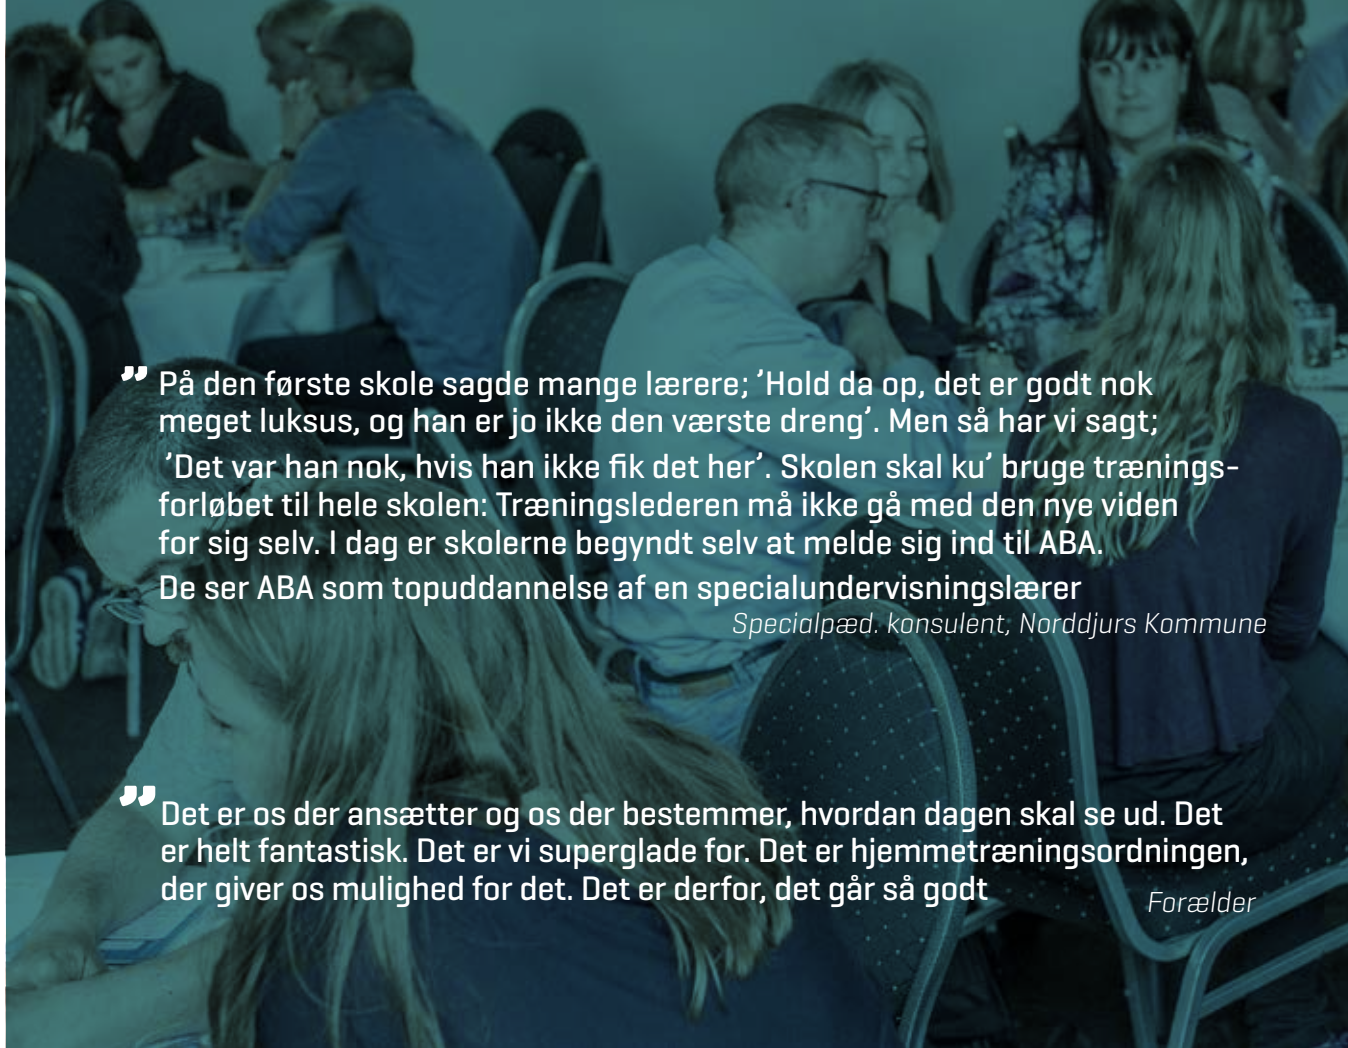 ” På den første skole sagde mange lærere; ’Hold da op, det er godt nok
meget luksus, og han er jo ikke den værste dreng’. Men så har vi sagt;
’Det var han nok, hvis han ikke fik det her’. Skolen skal ku’ bruge trænings-
forløbet til hele skolen: Træningslederen må ikke gå med den nye viden
for sig selv. I dag er skolerne begyndt selv at melde sig ind til ABA.
De ser ABA som topuddannelse af en specialundervisningslærer
Specialpæd. konsulent, Norddjurs Kommune
” Det er os der ansætter og os der bestemmer, hvordan dagen skal se ud. Det
er helt fantastisk. Det er vi superglade for. Det er hjemmetræningsordningen,
der giver os mulighed for det. Det er derfor, det går så godt
Forælder